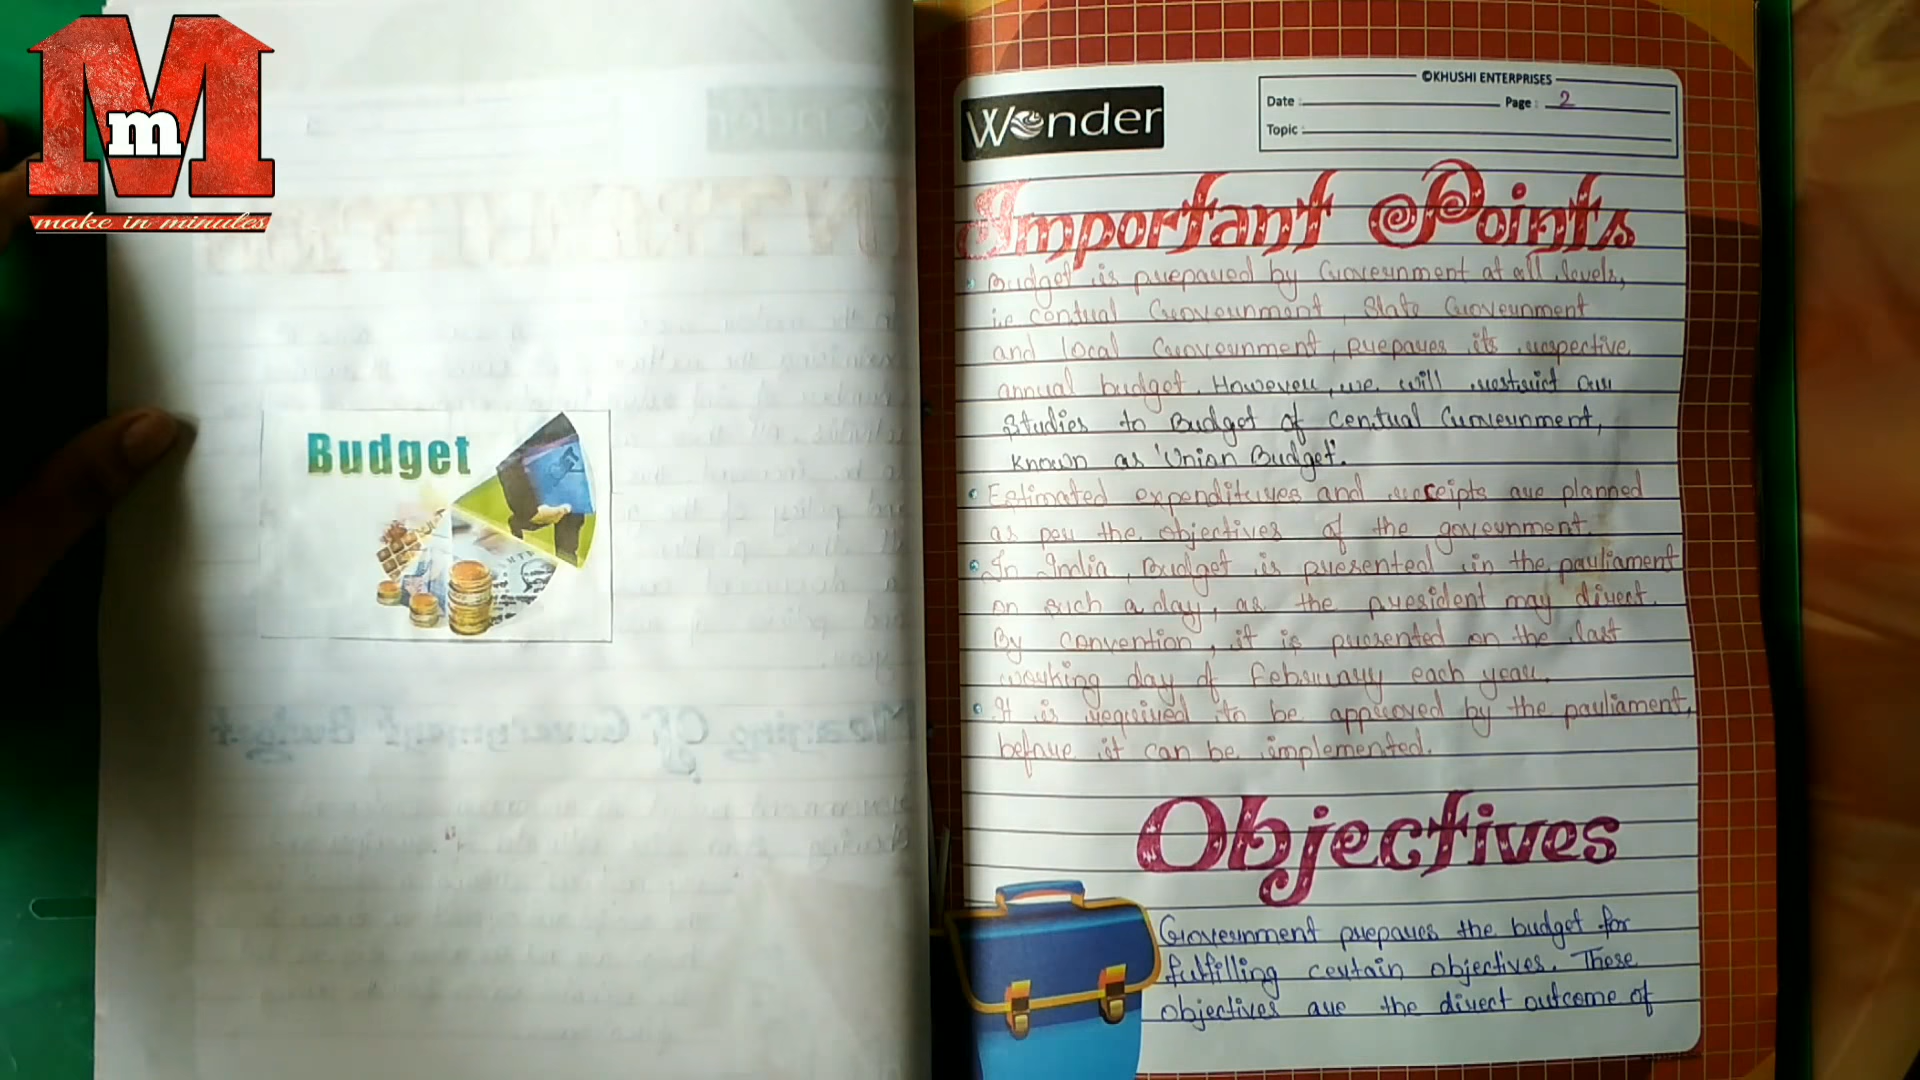 Mm
make in minutes
Budget
©KHUSHI ENTERPRISES
Wonder
Date : Page : 2
Topic :
Important Points
Budget is prepared by Government at all levels,
i.e central Government, State Government
and local Government, prepares its respective
annual budget. However, we will restrict our
Studies to Budget of Central Government,
known as 'Union Budget'.
Estimated expenditures and receipts are planned
as per the objectives of the government.
In India, Budget is presented in the parliament
on such a day, as the president may direct.
By convention, it is presented on the last
working day of February each year.
It is required to be approved by the parliament,
before it can be implemented.
Objectives
Government prepares the budget for
fulfilling certain objectives. These
objectives are the direct outcome of